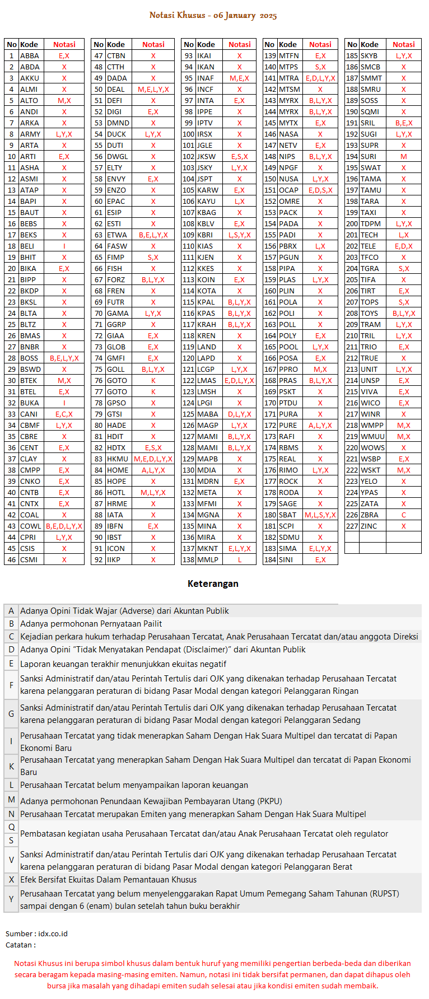 Notasi Khusus - 06 January 2025
No Kode Notasi No Kode Notasi No Kode Notasi No Kode Notasi No Kode Notasi
1 ABBA E,X 47 CTBN X 93 IKAI X 139 MTFN E,X 185 SKYB L,Y,X
2 ABDA X 48 CTTH X 94 IKAN X 140 MTPS S,X 186 SMCB X
3 AKKU X 49 DADA X 95 INAF M,E,X 141 MTRA E,D,L,Y,X 187 SMMT X
4 ALMI X 50 DEAL M,E,L,Y,X 96 INCF X 142 MTSM X 188 SMRU X
5 ALTO M,X 51 DEFI X 97 INTA E,X 143 MYRX B,L,Y,X 189 SOSS X
6 ANDI X 52 DIGI E,X 98 IPPE X 144 MYRX B,L,Y,X 190 SQMI X
7 ARKA X 53 DMND X 99 IPTV X 145 MYTX E,X 191 SRIL B,E,X
8 ARMY L,Y,X 54 DUCK L,Y,X 100 IRSX X 146 NASA X 192 SUGI L,Y,X
9 ARTA X 55 DUTI X 101 JGLE X 147 NETV E,X 193 SUPR X
10 ARTI E,X 56 DWGL X 102 JKSW E,S,X 148 NIPS B,L,Y,X 194 SURI M
11 ASHA X 57 ELTY X 103 JSKY L,Y,X 149 NPGF X 195 SWAT X
12 ASMI X 58 ENVY E,X 104 JSPT X 150 NUSA L,Y,X 196 TAMA X
13 ATAP X 59 ENZO X 105 KARW E,X 151 OCAP E,D,S,X 197 TAMU X
14 BAPI X 60 EPAC X 106 KAYU L,X 152 OMRE X 198 TARA X
15 BAUT X 61 ESIP X 107 KBAG X 153 PACK X 199 TAXI X
16 BEBS X 62 ESTI X 108 KBLV E,X 154 PADA X 200 TDPM L,Y,X
17 BEKS X 63 ETWA B,E,L,Y,X 109 KBRI L,S,Y,X 155 PADI X 201 TECH L,X
18 BELI I 64 FASW X 110 KIAS X 156 PBRX L,X 202 TELE E,D,X
19 BHIT X 65 FIMP S,X 111 KJEN X 157 PGUN X 203 TFCO X
20 BIKA E,X 66 FISH X 112 KKES X 158 PIPA X 204 TGRA S,X
21 BIPP X 67 FORZ B,L,Y,X 113 KOIN E,X 159 PLAS L,Y,X 205 TIFA X
22 BKDP X 68 FREN X 114 KOTA X 160 PLIN X 206 TIRT E,X
23 BKSL X 69 FUTR X 115 KPAL B,L,Y,X 161 POLA X 207 TOPS S,X
24 BLTA X 70 GAMA L,Y,X 116 KPAS B,L,Y,X 162 POLI X 208 TOYS B,L,Y,X
25 BLTZ X 71 GGRP X 117 KRAH B,L,Y,X 163 POLL X 209 TRAM L,Y,X
26 BMAS X 72 GIAA E,X 118 KREN X 164 POLY E,X 210 TRIL L,Y,X
27 BNBR X 73 GLOB E,X 119 LAND X 165 POOL L,Y,X 211 TRIO E,X
28 BOSS B,E,L,Y,X 74 GMFI E,X 120 LAPD X 166 POSA E,X 212 TRUE X
29 BSWD X 75 GOLL B,L,Y,X 121 LCGP L,Y,X 167 PPRO M,X 213 UNIT L,Y,X
30 BTEK M,X 76 GOTO K 122 LMAS E,D,L,Y,X 168 PRAS B,L,Y,X 214 UNSP E,X
31 BTEL E,X 77 GOTO K 123 LMSH X 169 PSKT X 215 VIVA E,X
32 BUKA I 78 GPSO X 124 LPGI X 170 PTDU X 216 WICO E,X
33 CANI E,C,X 79 GTSI X 125 MABA D,L,Y,X 171 PURA X 217 WINR X
34 CBMF L,Y,X 80 HADE X 126 MAGP L,Y,X 172 PURE A,L,Y,X 218 WMPP M,X
35 CBRE X 81 HDIT X 127 MAMI B,L,Y,X 173 RAFI X 219 WMUU M,X
36 CENT E,X 82 HDTX E,S,X 128 MAMI B,L,Y,X 174 RBMS X 220 WOWS X
37 CLAY X 83 HKMU M,E,D,L,Y,X 129 MAPB X 175 REAL X 221 WSBP E,X
38 CMPP E,X 84 HOME A,L,Y,X 130 MDIA X 176 RIMO L,Y,X 222 WSKT M,X
39 CNKO E,X 85 HOPE X 131 MDRN E,X 177 ROCK X 223 YELO X
40 CNTB E,X 86 HOTL M,L,Y,X 132 META X 178 RODA X 224 YPAS X
41 CNTX E,X 87 HRME X 133 MFMI X 179 SAGE X 225 ZATA X
42 COAL X 88 IATA X 134 MGNA X 180 SBAT M,L,S,Y,X 226 ZBRA C
43 COWL B,E,D,L,Y,X 89 IBFN E,X 135 MINA X 181 SCPI X 227 ZINC X
44 CPRI L,Y,X 90 IBST X 136 MIRA X 182 SDMU X
45 CSIS X 91 ICON X 137 MKNT E,L,Y,X 183 SIMA E,L,Y,X
46 CSMI X 92 IIKP X 138 MMLP L 184 SINI E,X
Keterangan
A Adanya Opini Tidak Wajar (Adverse) dari Akuntan Publik
B Adanya permohonan Pernyataan Pailit
C Kejadian perkara hukum terhadap Perusahaan Tercatat, Anak Perusahaan Tercatat dan/atau anggota Direksi
D Adanya Opini "Tidak Menyatakan Pendapat (Disclaimer)" dari Akuntan Publik
E Laporan keuangan terakhir menunjukkan ekuitas negatif
F Sanksi Administratif dan/atau Perintah Tertulis dari OJK yang dikenakan terhadap Perusahaan Tercatat
karena pelanggaran peraturan di bidang Pasar Modal dengan kategori Pelanggaran Ringan
G Sanksi Administratif dan/atau Perintah Tertulis dari OJK yang dikenakan terhadap Perusahaan Tercatat
karena pelanggaran peraturan di bidang Pasar Modal dengan kategori Pelanggaran Sedang
I Perusahaan Tercatat yang tidak menerapkan Saham Dengan Hak Suara Multipel dan tercatat di Papan
Ekonomi Baru
K Perusahaan Tercatat yang menerapkan Saham Dengan Hak Suara Multipel dan tercatat di Papan Ekonomi
Baru
L Perusahaan Tercatat belum menyampaikan laporan keuangan
M Adanya permohonan Penundaan Kewajiban Pembayaran Utang (PKPU)
N Perusahaan Tercatat merupakan Emiten yang menerapkan Saham Dengan Hak Suara Multipel
Q
Pembatasan kegiatan usaha Perusahaan Tercatat dan/atau Anak Perusahaan Tercatat oleh regulator
S
V Sanksi Administratif dan/atau Perintah Tertulis dari OJK yang dikenakan terhadap Perusahaan Tercatat
karena pelanggaran peraturan di bidang Pasar Modal dengan kategori Pelanggaran Berat
X Efek Bersifat Ekuitas Dalam Pemantauan Khusus
Y Perusahaan Tercatat yang belum menyelenggarakan Rapat Umum Pemegang Saham Tahunan (RUPST)
sampai dengan 6 (enam) bulan setelah tahun buku berakhir
Sumber : idx.co.id
Catatan :
Notasi Khusus ini berupa simbol khusus dalam bentuk huruf yang memiliki pengertian berbeda-beda dan diberikan
secara beragam kepada masing-masing emiten. Namun, notasi ini tidak bersifat permanen, dan dapat dihapus oleh
bursa jika masalah yang dihadapi emiten sudah selesai atau jika kondisi emiten sudah membaik.